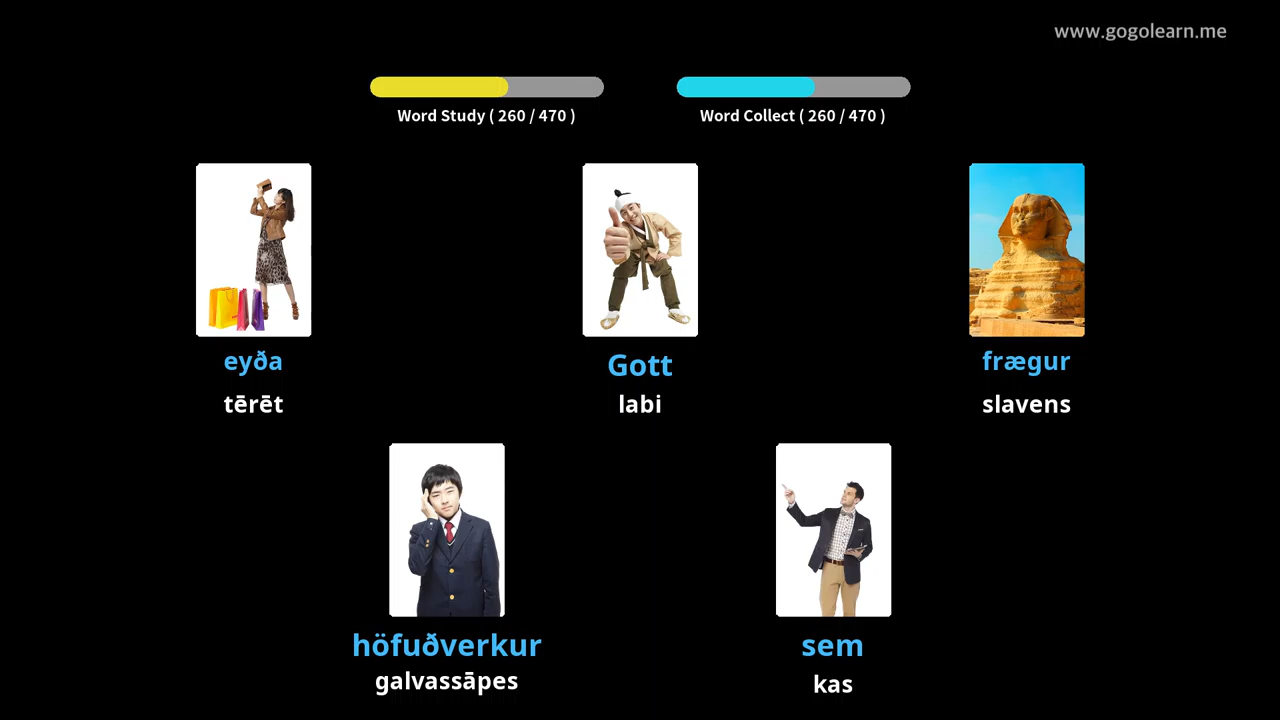 www.gogolearn.me
Word Study ( 260 / 470 )
Word Collect ( 260 / 470 )
eyða
Gott
frægur
tērēt
labi
slavens
höfuðverkur
sem
galvassāpes
kas